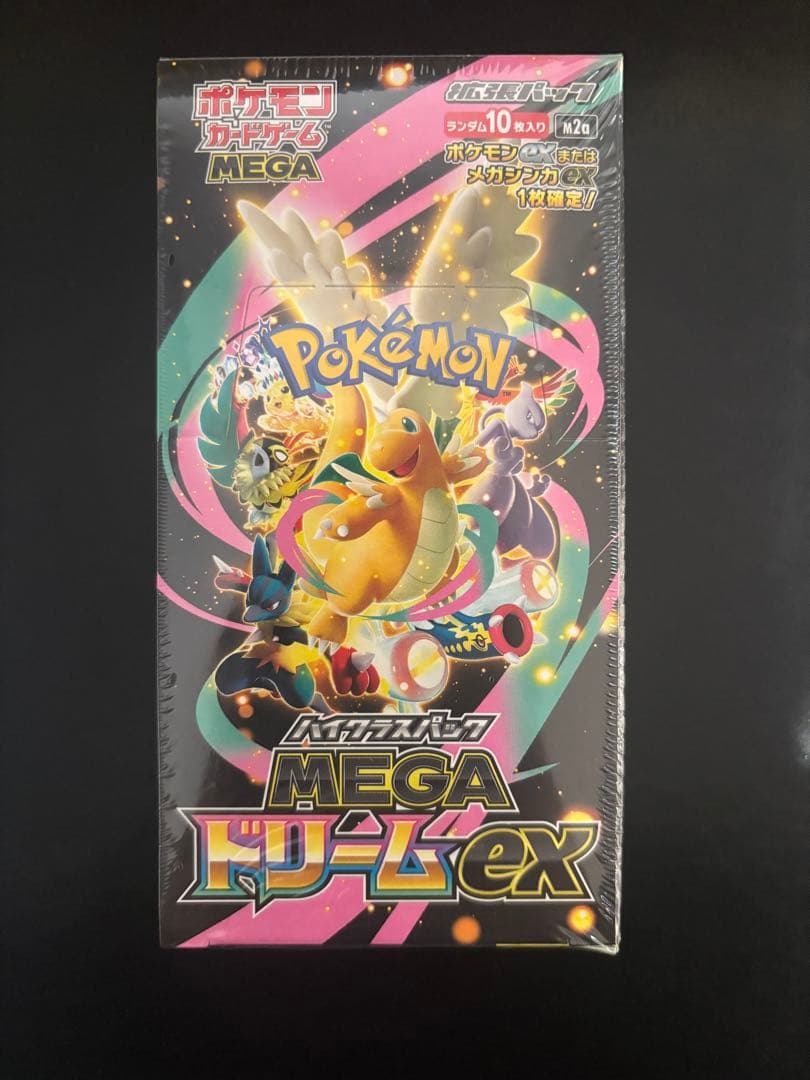 ポケモン
カードゲーム™
MEGA
拡張パック
ランダム10枚入り M2a
ポケモンexまたは
メガシンカex
1枚確定!
POKéMON™
ハイクラスパック
MEGA
ドリームex